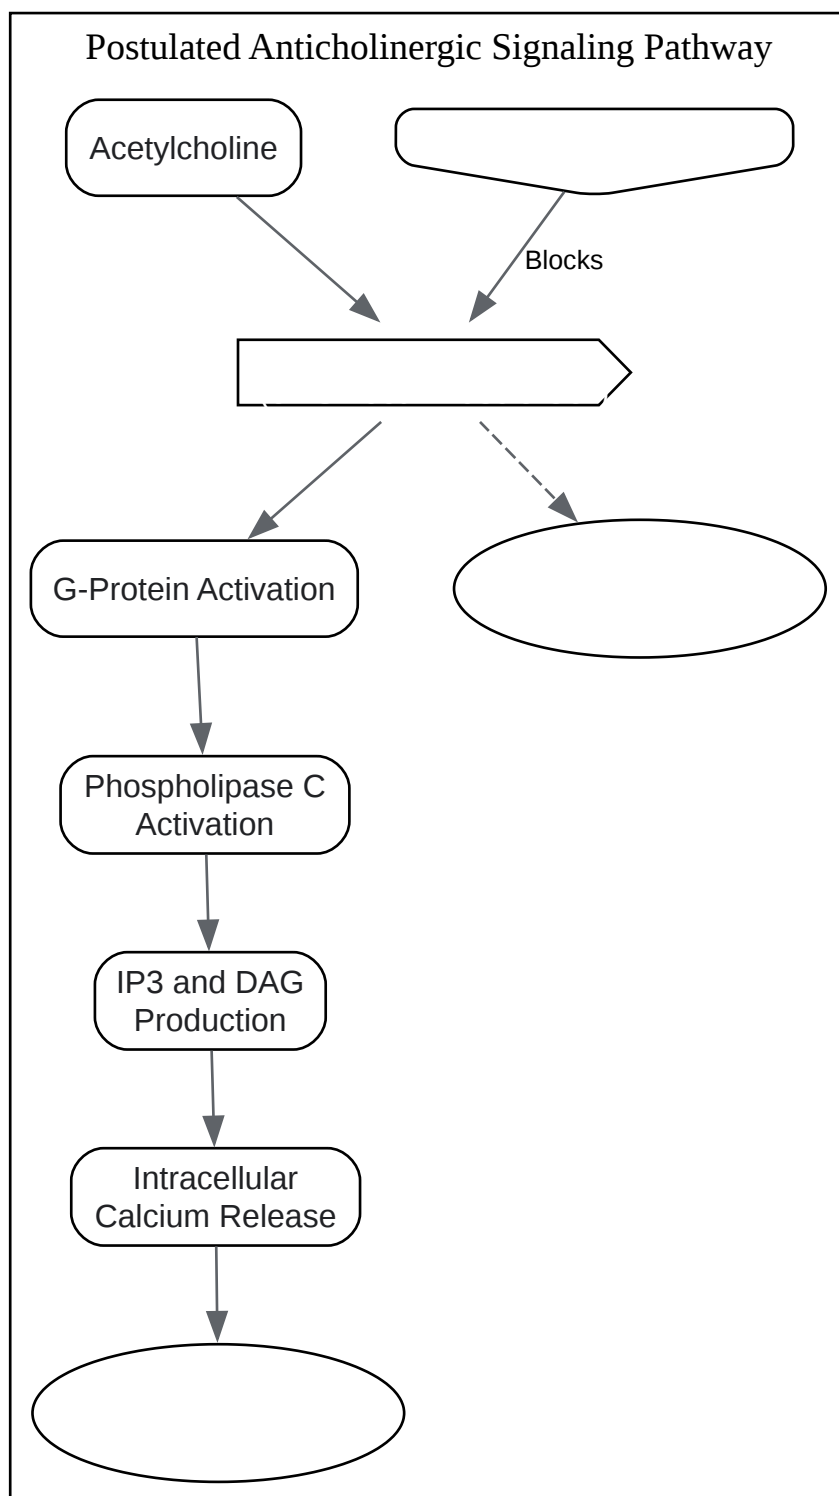 Postulated Anticholinergic Signaling Pathway
Acetylcholine
Blocks
G-Protein Activation
Phospholipase C
Activation
IP3 and DAG
Production
Intracellular
Calcium Release